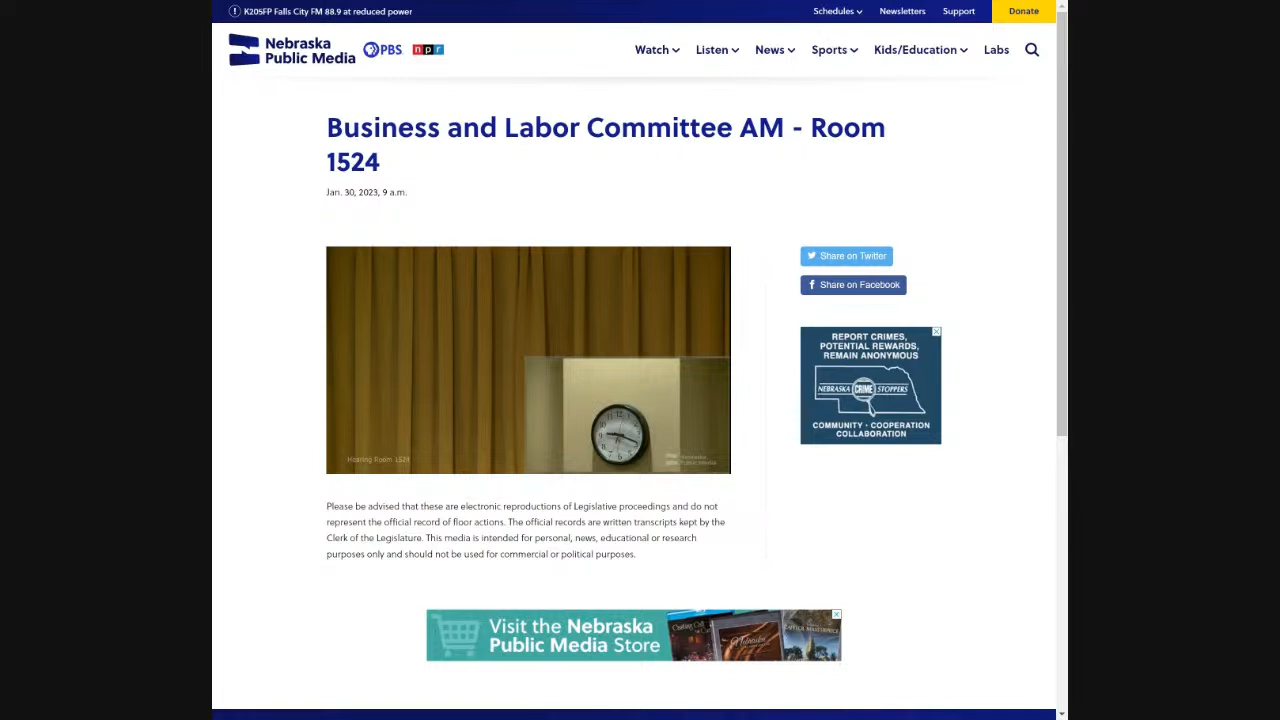 K205FP Falls City FM 88.9 at reduced power
Schedules
Newsletters
Support
Donate
Nebraska
Public Media
PBS
npr
Watch
Listen
News
Sports
Kids/Education
Labs
Business and Labor Committee AM - Room
1524
Jan. 30, 2023, 9 a.m.
Share on Twitter
Share on Facebook
REPORT CRIMES,
POTENTIAL REWARDS,
REMAIN ANONYMOUS
NEBRASKA CRIME STOPPERS
COMMUNITY · COOPERATION
COLLABORATION
Hearing Room 1524
Nebraska
Public Media
Please be advised that these are electronic reproductions of Legislative proceedings and do not
represent the official record of floor actions. The official records are written transcripts kept by the
Clerk of the Legislature. This media is intended for personal, news, educational or research
purposes only and should not be used for commercial or political purposes.
Visit the Nebraska
Public Media Store